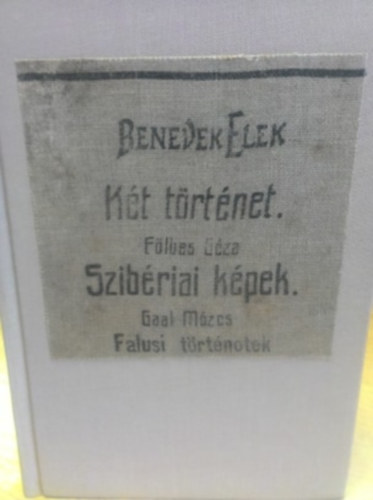 BENEDEK ELEK
Két történet.
Földes Géza
Szibériai képek.
Gaal Mózes
Falusi történetek